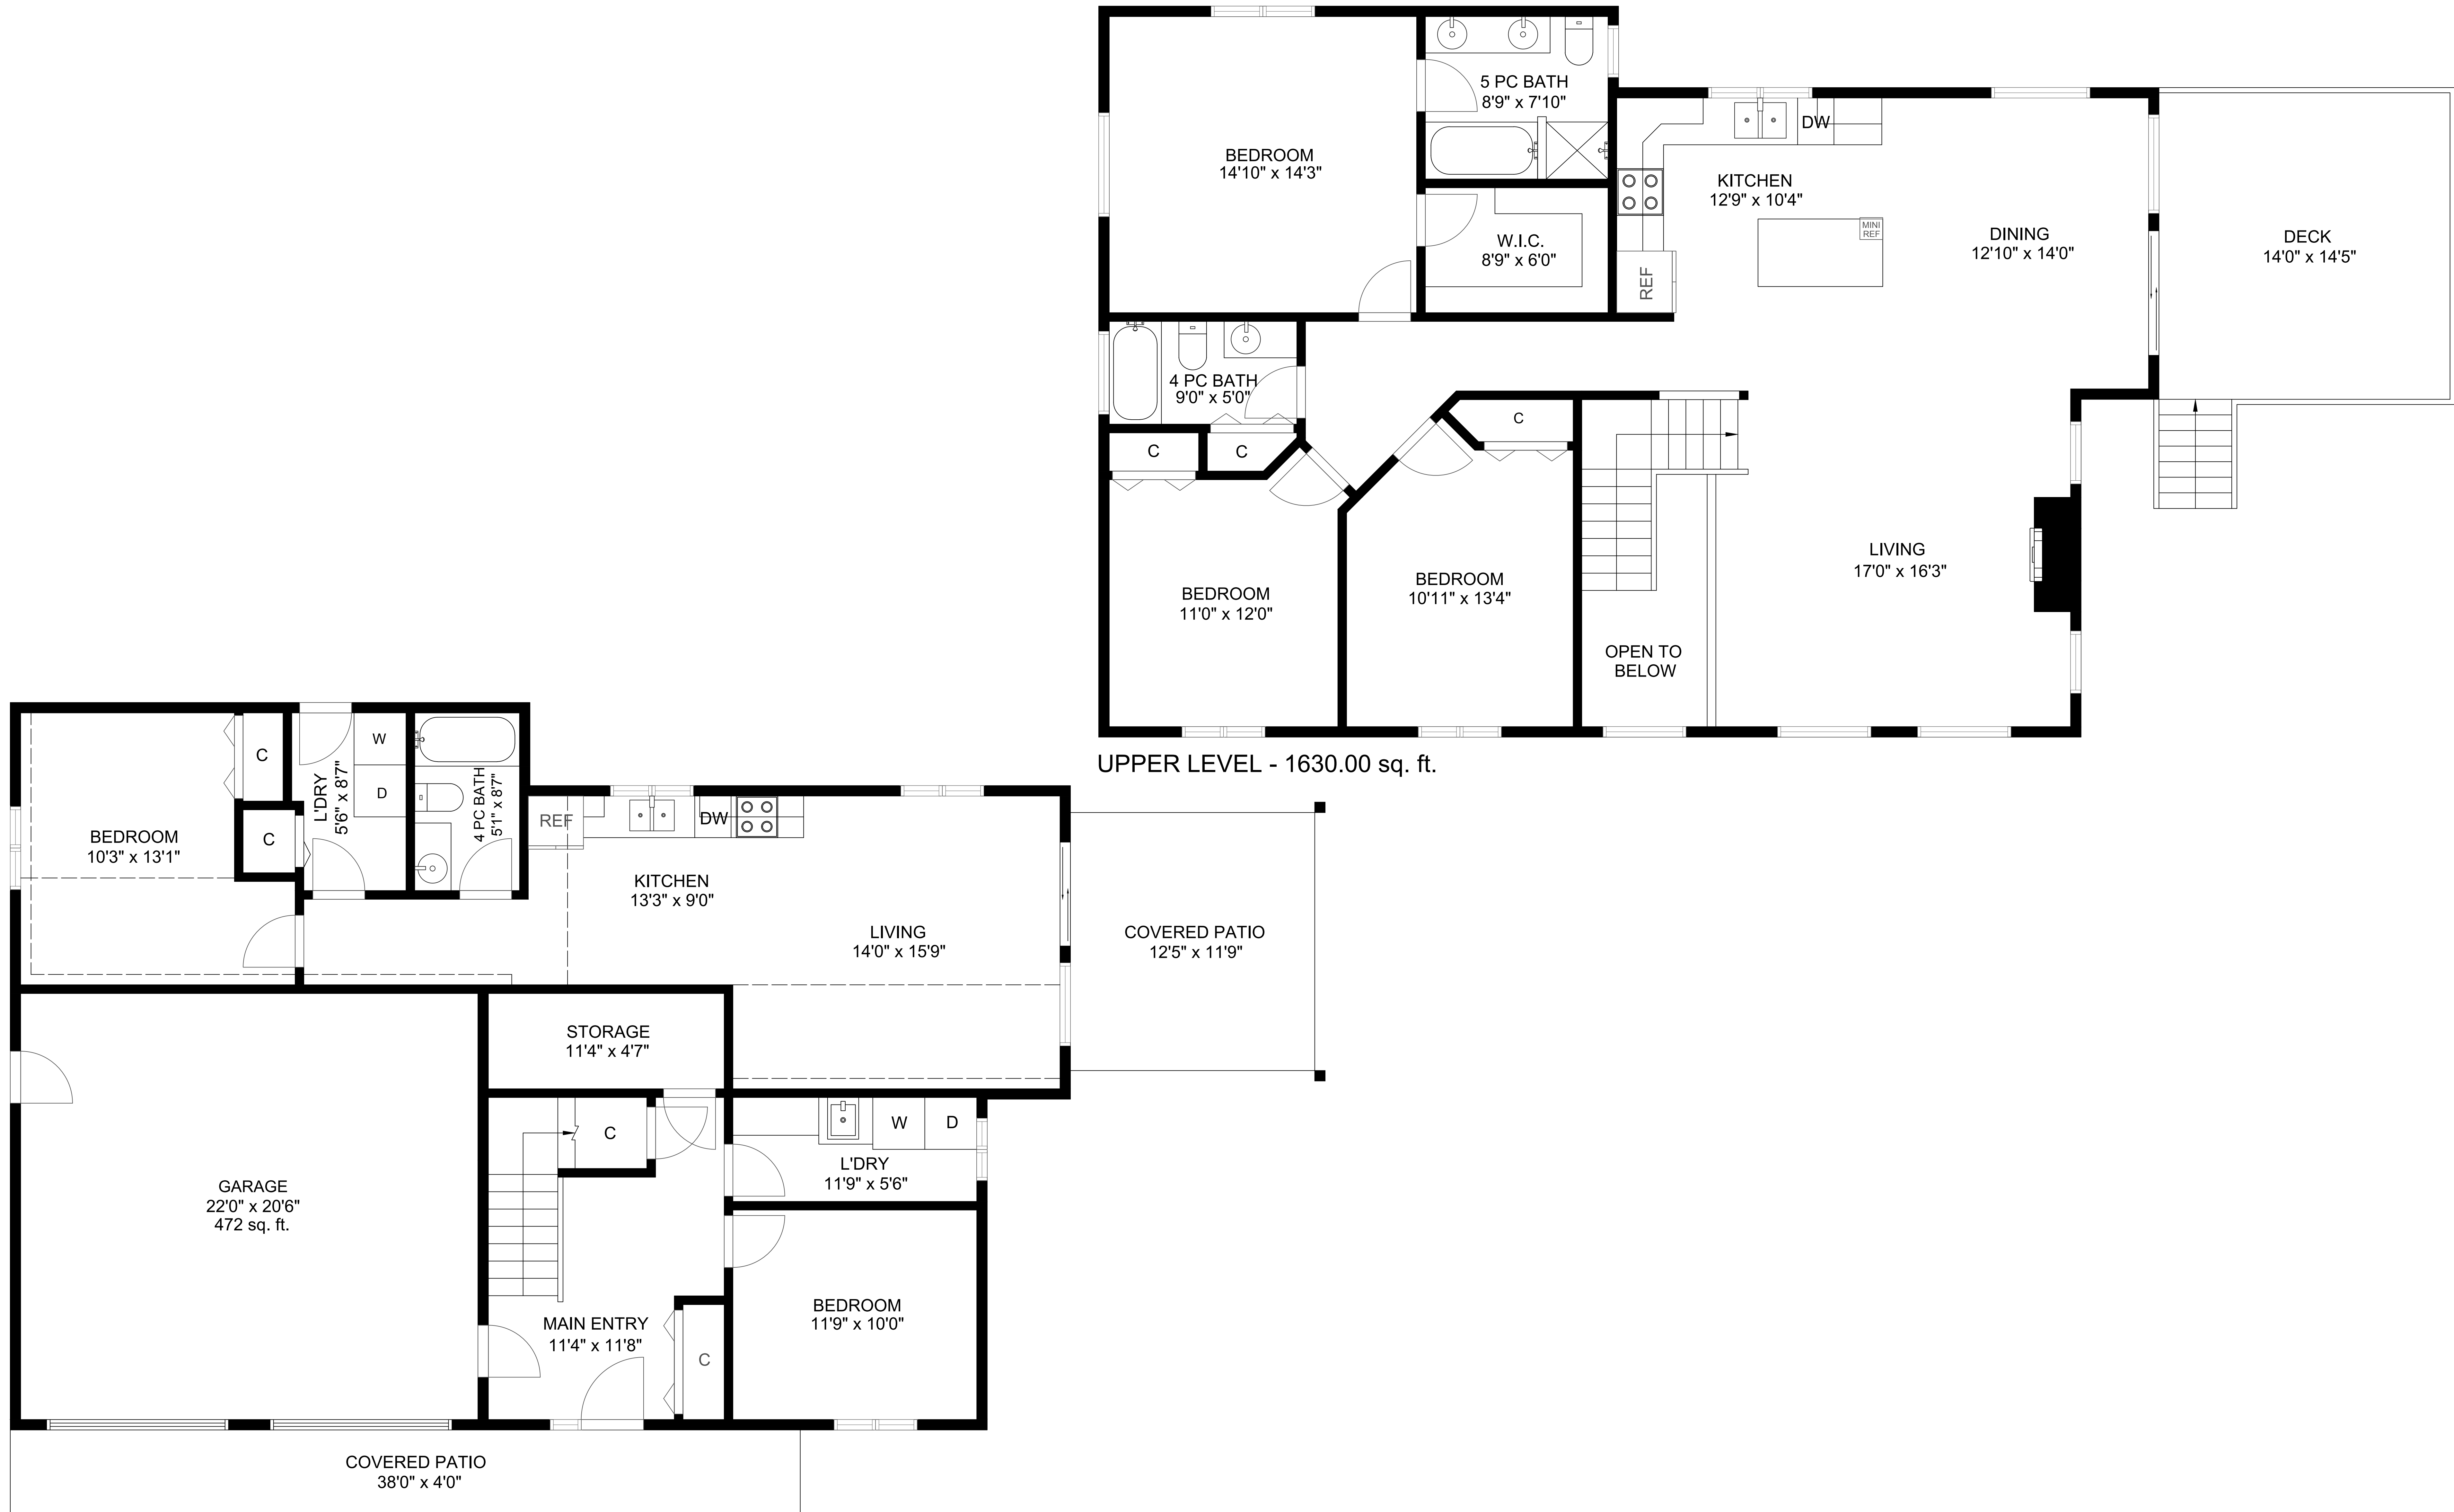 5 PC BATH
8'9" x 7'10"
BEDROOM
14'10" x 14'3"
DW
KITCHEN
12'9" x 10'4"
MINI
REF
W.I.C.
8'9" x 6'0"
REF
DINING
12'10" x 14'0"
DECK
14'0" x 14'5"
4 PC BATH
9'0" x 5'0"
C
C
C
BEDROOM
11'0" x 12'0"
BEDROOM
10'11" x 13'4"
LIVING
17'0" x 16'3"
OPEN TO
BELOW
UPPER LEVEL - 1630.00 sq. ft.
C
C
BEDROOM
10'3" x 13'1"
L'DRY
5'6" x 8'7"
W
D
4 PC BATH
5'1" x 8'7"
REF
DW
KITCHEN
13'3" x 9'0"
LIVING
14'0" x 15'9"
COVERED PATIO
12'5" x 11'9"
STORAGE
11'4" x 4'7"
C
W
D
L'DRY
11'9" x 5'6"
GARAGE
22'0" x 20'6"
472 sq. ft.
MAIN ENTRY
11'4" x 11'8"
C
BEDROOM
11'9" x 10'0"
COVERED PATIO
38'0" x 4'0"